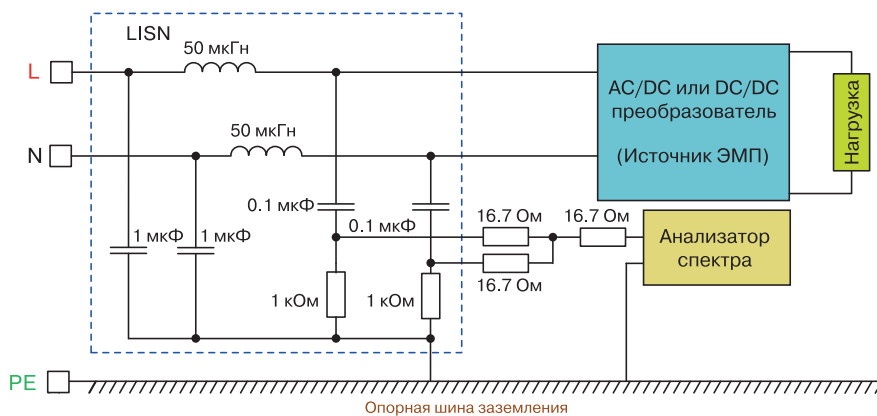 LISN
50 мкГн
L
50 мкГн
N
AC/DC или DC/DC
преобразователь
(Источник ЭМП)
Нагрузка
0.1 мкФ
0.1 мкФ
1 мкФ
1 мкФ
16.7 Ом
16.7 Ом
16.7 Ом
Анализатор
спектра
1 кОм
1 кОм
PE
Опорная шина заземления